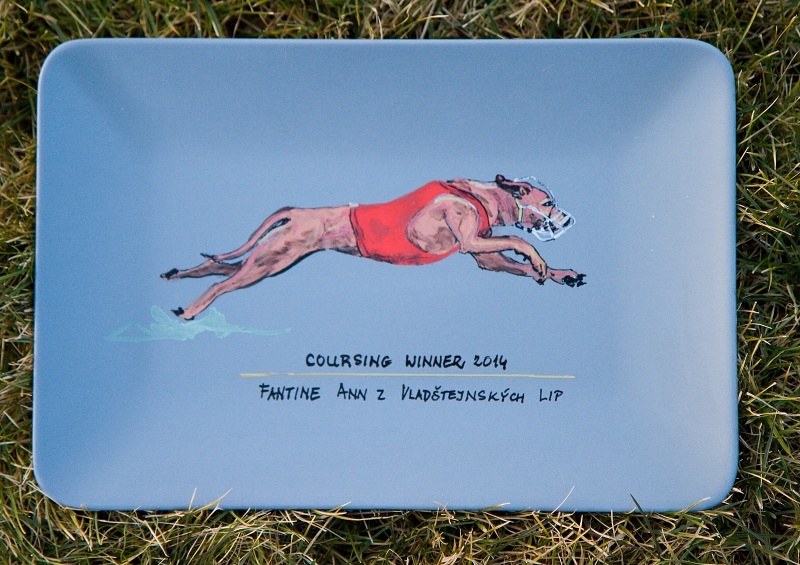 COURSING WINNER 2014
FANTINE ANN Z VLADŠTEJNSKÝCH LIP